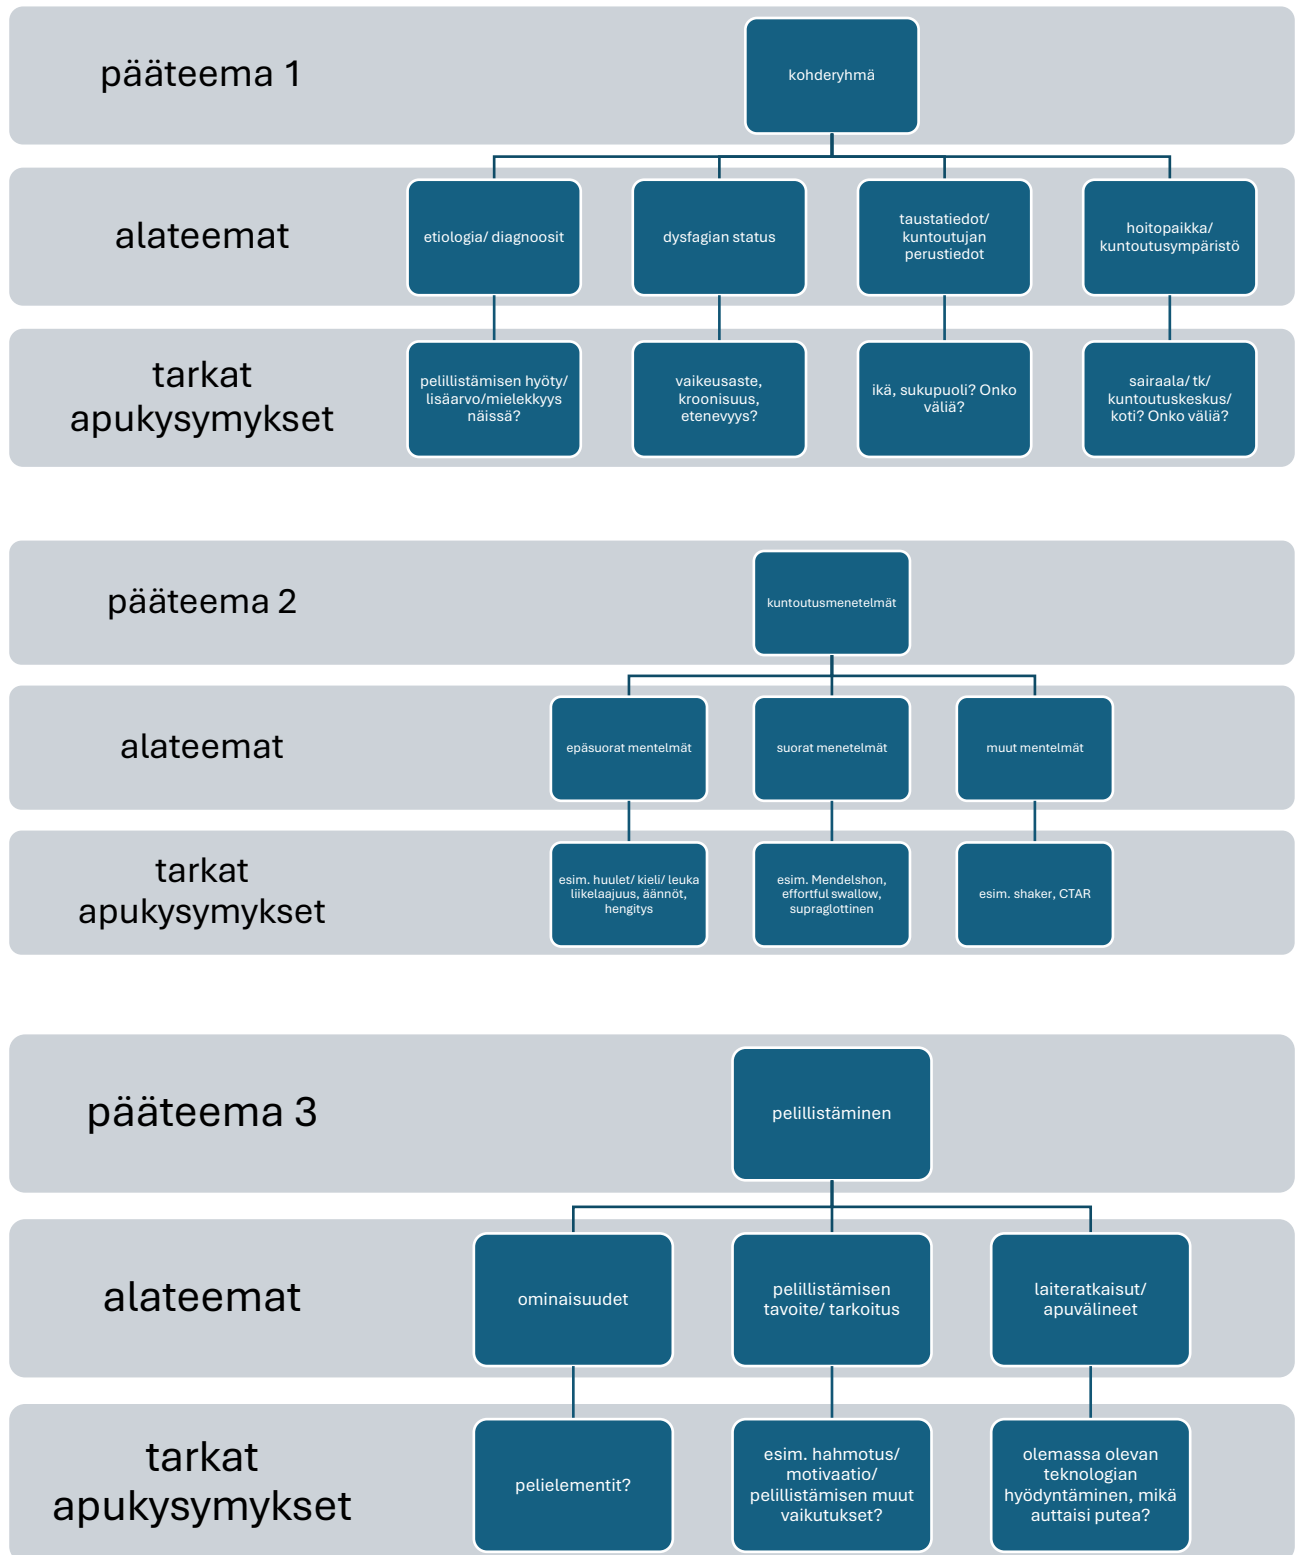 päateema 1
kohderyhmä
alateemat
etiologia/ diagnoosit
dysfagian status
taustatiedot/
kuntoutujan
perustiedot
hoitopaikka/
kuntoutusympäristö
tarkat
apukysymykset
pelillistämisen hyöty/
lisäarvo/mielekkyys
näissä?
vaikeusaste,
kroonisuus,
etenevyys?
ikä, sukupuoli? Onko
väliä?
sairaala/ tk/
kuntoutuskeskus/
koti? Onko väliä?
pääteema 2
kuntoutusmenetelmät
alateemat
epäsuorat mentelmät
suorat menetelmät
muut mentelmät
tarkat
apukysymykset
esim. huulet/ kieli/ leuka
liikelaajuus, äännöt,
hengitys
esim. Mendelshon,
effortful swallow,
supraglottinen
esim. shaker, CTAR
pääteema 3
pelillistäminen
alateemat
ominaisuudet
pelillistämisen
tavoite/ tarkoitus
laiteratkaisut/
apuvälineet
tarkat
apukysymykset
pelielementit?
esim. hahmotus/
motivaatio/
pelillistämisen muut
vaikutukset?
olemassa olevan
teknologian
hyödyntäminen, mikä
auttaisi putea?